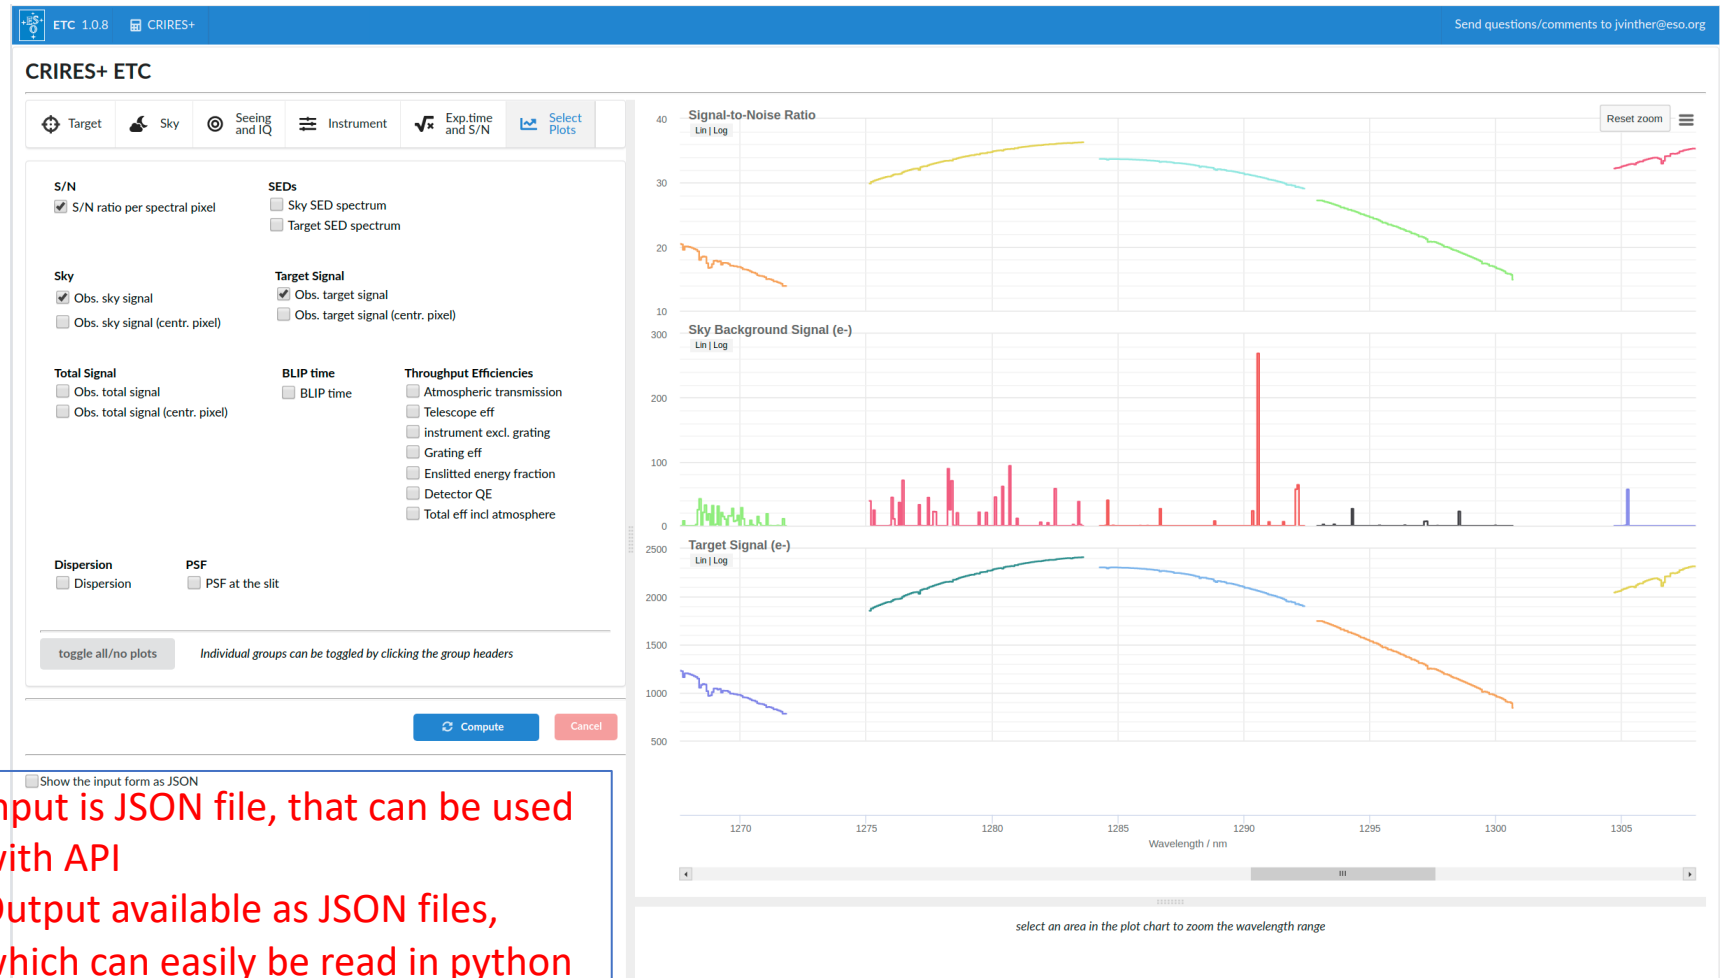 ETC 1.0.8 CRIRES+ Send questions/comments to jvinther@eso.org
CRIRES+ ETC
Target Sky Seeing and IQ Instrument Exp.time and S/N Select Plots
S/N
S/N ratio per spectral pixel
SEDs
Sky SED spectrum
Target SED spectrum
Sky
Obs. sky signal
Obs. sky signal (centr. pixel)
Target Signal
Obs. target signal
Obs. target signal (centr. pixel)
Total Signal
Obs. total signal
Obs. total signal (centr. pixel)
BLIP time
BLIP time
Throughput Efficiencies
Atmospheric transmission
Telescope eff
instrument excl. grating
Grating eff
Enslitted energy fraction
Detector QE
Total eff incl atmosphere
Dispersion
Dispersion
PSF
PSF at the slit
toggle all/no plots Individual groups can be toggled by clicking the group headers
Compute Cancel
Show the input form as JSON
nput is JSON file, that can be used
with API
Output available as JSON files,
which can easily be read in python
Signal-to-Noise Ratio
Lin | Log
Reset zoom
40
30
20
10
Sky Background Signal (e-)
Lin | Log
300
200
100
0
Target Signal (e-)
Lin | Log
2500
2000
1500
1000
500
1270 1275 1280 1285 1290 1295 1300 1305
Wavelength / nm
select an area in the plot chart to zoom the wavelength range